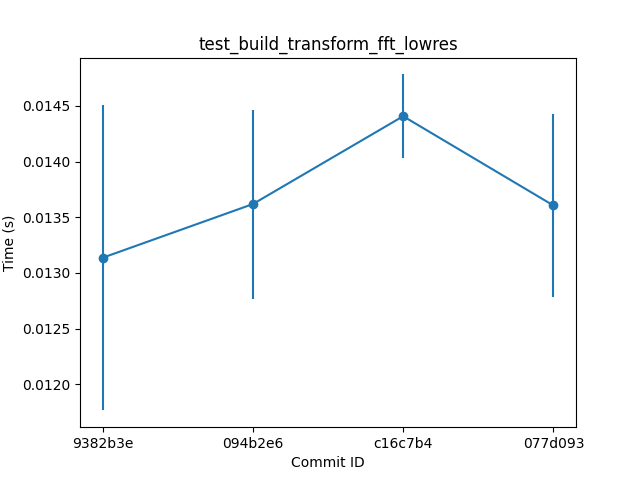 test_build_transform_fft_lowres
Time (s)
0.0145
0.0140
0.0135
0.0130
0.0125
0.0120
9382b3e 094b2e6 c16c7b4 077d093
Commit ID